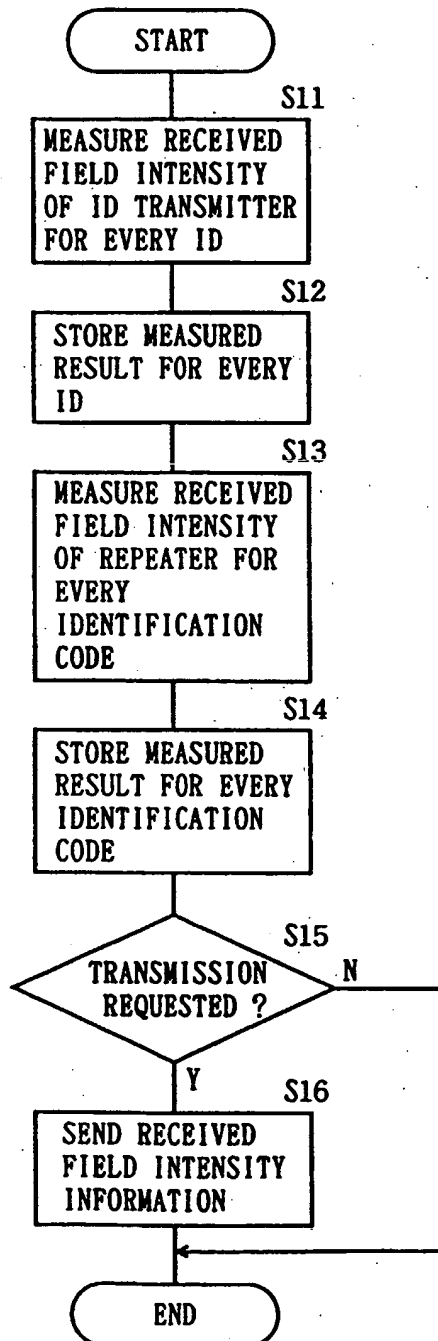 START
S11
MEASURE RECEIVED
FIELD INTENSITY
OF ID TRANSMITTER
FOR EVERY ID
S12
STORE MEASURED
RESULT FOR EVERY
ID
S13
MEASURE RECEIVED
FIELD INTENSITY
OF REPEATER FOR
EVERY
IDENTIFICATION
CODE
S14
STORE MEASURED
RESULT FOR EVERY
IDENTIFICATION
CODE
S15
TRANSMISSION
REQUESTED ?
N
Y
S16
SEND RECEIVED
FIELD INTENSITY
INFORMATION
END